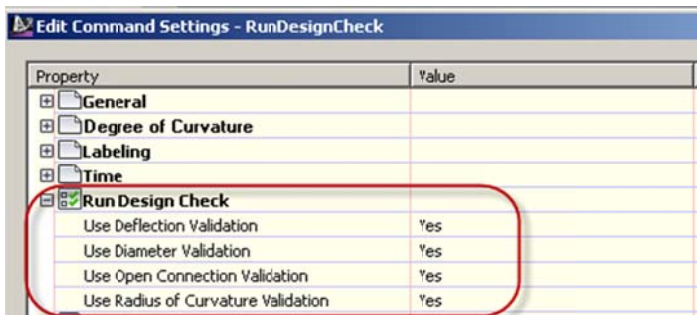 Edit Command Settings - RunDesignCheck
Property Value
General
Degree of Curvature
Labeling
Time
Run Design Check
Use Deflection Validation Yes
Use Diameter Validation Yes
Use Open Connection Validation Yes
Use Radius of Curvature Validation Yes